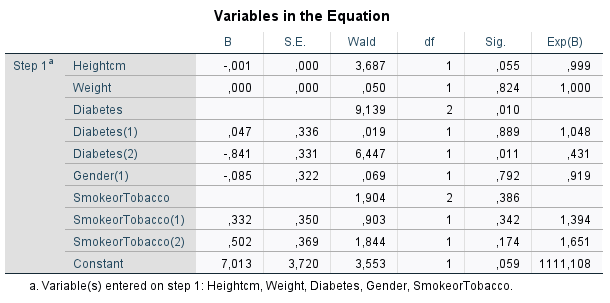 Variables in the Equation
B S.E. Wald df Sig. Exp(B)
Step 1a Heightcm -,001 ,000 3,687 1 ,055 ,999
Weight ,000 ,000 ,050 1 ,824 1,000
Diabetes 9,139 2 ,010
Diabetes(1) ,047 ,336 ,019 1 ,889 1,048
Diabetes(2) -,841 ,331 6,447 1 ,011 ,431
Gender(1) -,085 ,322 ,069 1 ,792 ,919
SmokeorTobacco 1,904 2 ,386
SmokeorTobacco(1) ,332 ,350 ,903 1 ,342 1,394
SmokeorTobacco(2) ,502 ,369 1,844 1 ,174 1,651
Constant 7,013 3,720 3,553 1 ,059 1111,108
a. Variable(s) entered on step 1: Heightcm, Weight, Diabetes, Gender, SmokeorTobacco.